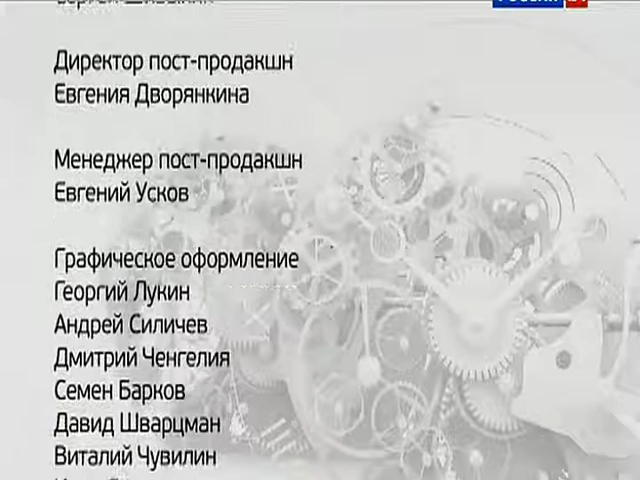 Директор пост-продакшн
Евгения Дворянкина
Менеджер пост-продакшн
Евгений Усков
Графическое оформление
Георгий Лукин
Андрей Силичев
Дмитрий Ченгелия
Семен Барков
Давид Шварцман
Виталий Чувилин